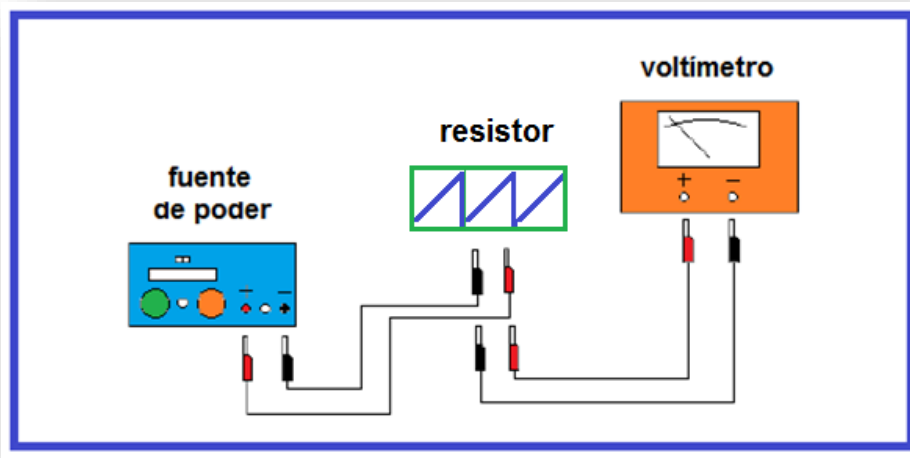 voltímetro
resistor
fuente
de poder
+ −
− −
+